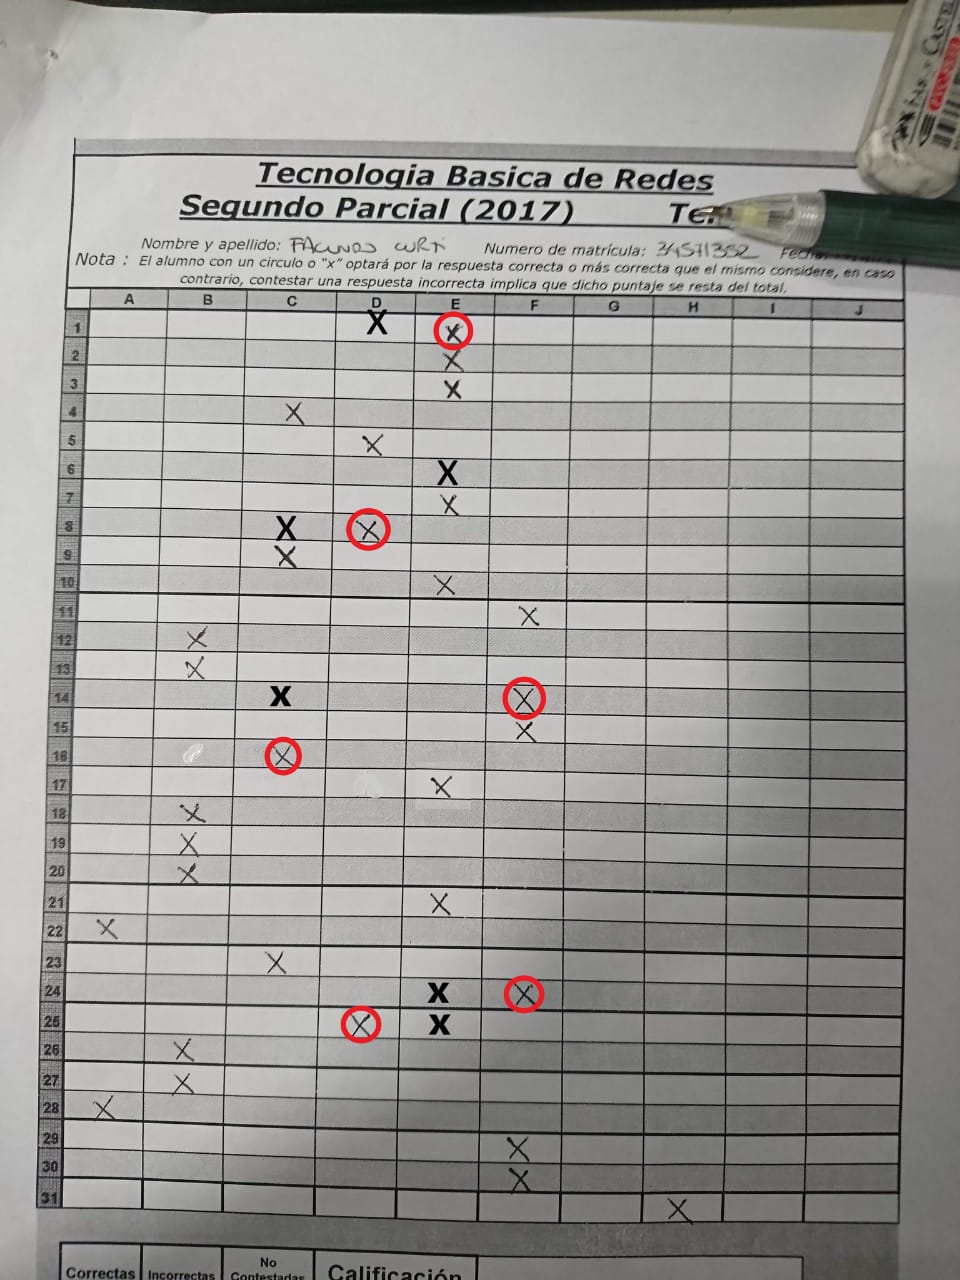 Tecnologia Basica de Redes
Segundo Parcial (2017) Te
Nombre y apellido: FACUNDO CURTI Numero de matrícula: 34571352 Fecha:
Nota : El alumno con un circulo o "x" optará por la respuesta correcta o más correcta que el mismo considere, en caso
contrario, contestar una respuesta incorrecta implica que dicho puntaje se resta del total.
A B C D E F G H I J
1 X X
2 X
3 X
4 X
5 X
6 X
7 X
8 X X
9 X
10 X
11 X
12 X
13 X
14 X X
15 X
16 X
17 X
18 X
19 X
20 X
21 X
22 X
23 X
24 X X
25 X X
26 X
27 X
28 X
29 X
30 X
31 X
Correctas Incorrectas No Contestadas Calificación